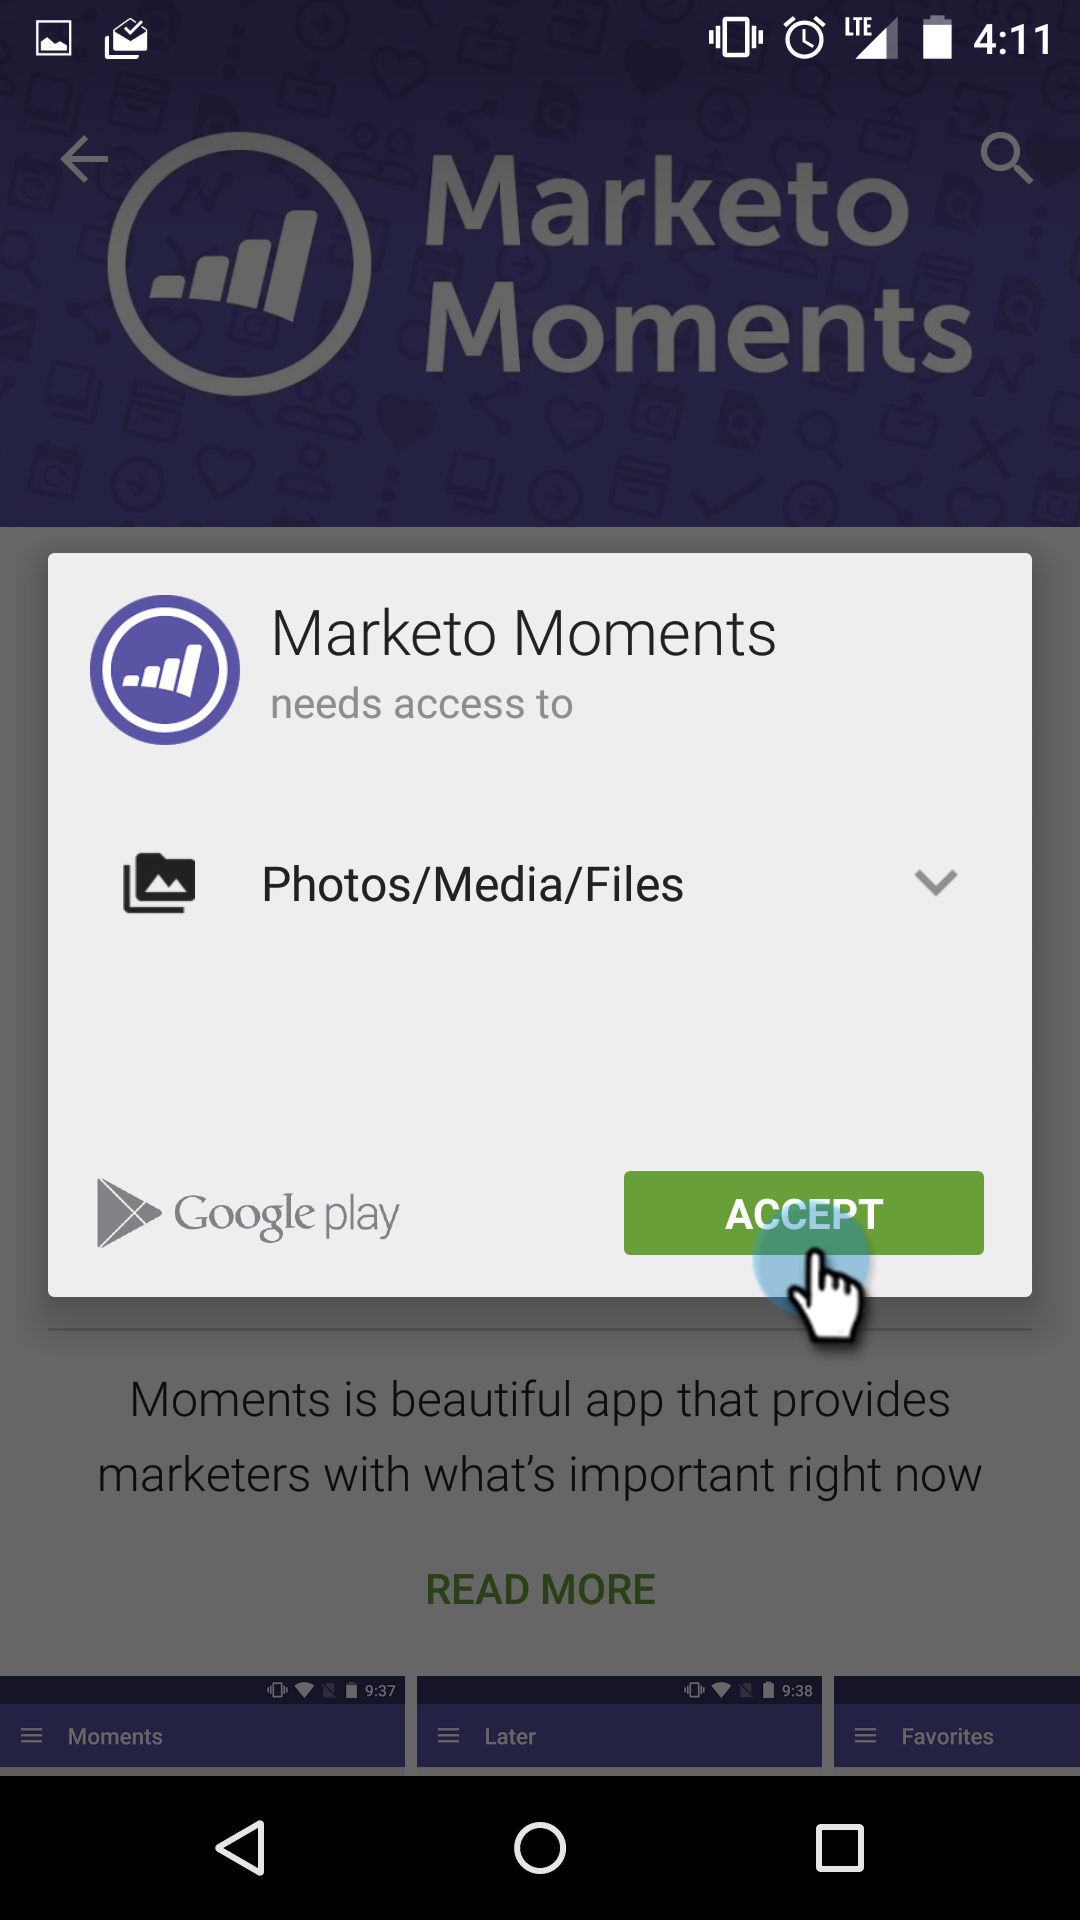 LTE 4:11
Marketo
Moments
Marketo Moments
needs access to
Photos/Media/Files
Google play
ACCEPT
Moments is beautiful app that provides
marketers with what’s important right now
READ MORE
9:37
9:38
Moments
Later
Favorites